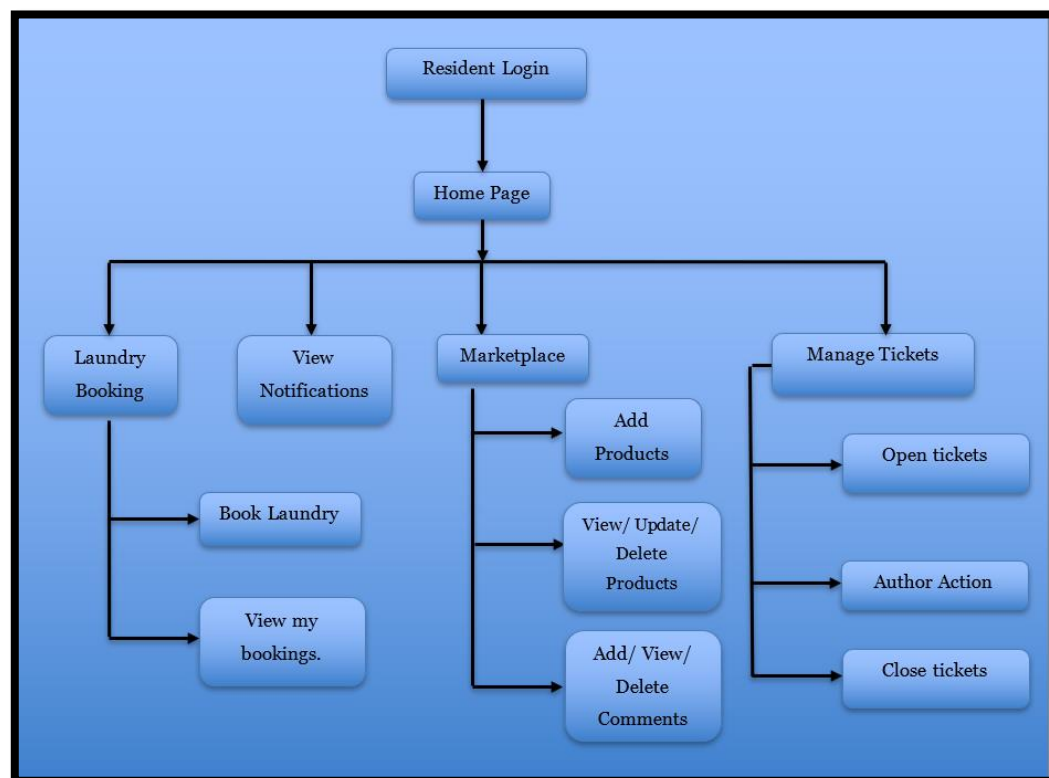 Resident Login
Home Page
Laundry
Booking
View
Notifications
Marketplace
Manage Tickets
Add
Products
Open tickets
Book Laundry
View/ Update/
Delete
Products
Author Action
View my
bookings.
Add/ View/
Delete
Comments
Close tickets